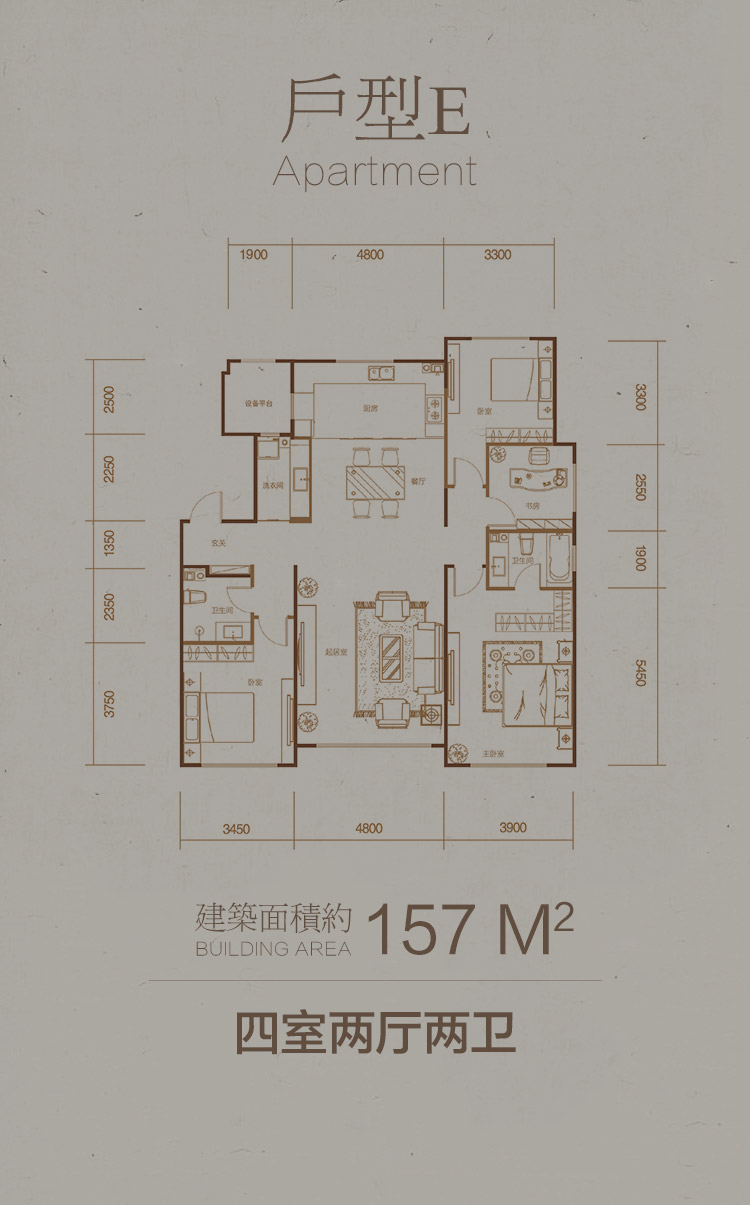 戶型E
Apartment
1900 4800 3300
2500
2250
1350
2350
3750
3300
2550
1900
5450
设备平台
厨房
卧室
洗衣间
餐厅
书房
玄关
卫生间
卫生间
起居室
卧室
主卧室
3450 4800 3900
建築面積約 157 M²
BUILDING AREA
四室两厅两卫